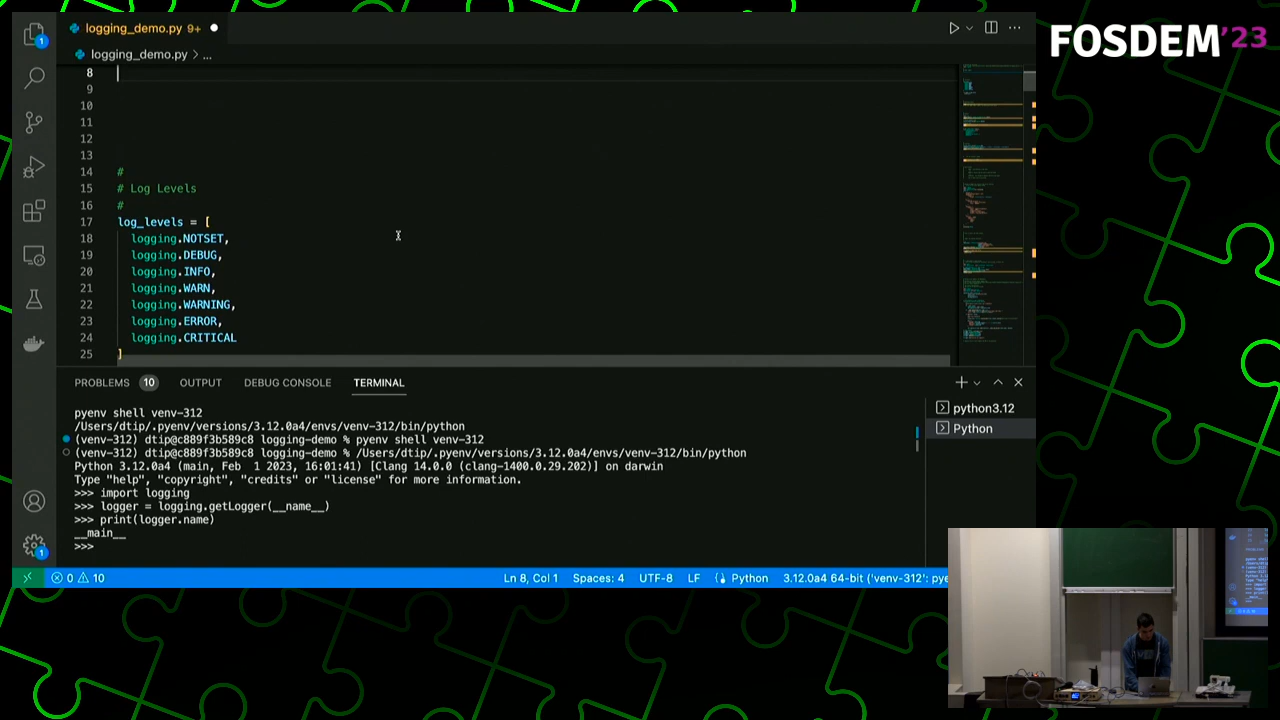 logging_demo.py 9+
FOSDEM'23
logging_demo.py > ...
8
9
10
11
12
13
14 #
15 # Log Levels
16 #
17 log_levels = [
18 logging.NOTSET,
19 logging.DEBUG,
20 logging.INFO,
21 logging.WARN,
22 logging.WARNING,
23 logging.ERROR,
24 logging.CRITICAL
25 ]
PROBLEMS 10 OUTPUT DEBUG CONSOLE TERMINAL
pyenv shell venv-312
/Users/dtip/.pyenv/versions/3.12.0a4/envs/venv-312/bin/python
(venv-312) dtip@c889f3b589c8 logging-demo % pyenv shell venv-312
(venv-312) dtip@c889f3b589c8 logging-demo % /Users/dtip/.pyenv/versions/3.12.0a4/envs/venv-312/bin/python
Python 3.12.0a4 (main, Feb  1 2023, 16:01:41) [Clang 14.0.0 (clang-1400.0.29.202)] on darwin
Type "help", "copyright", "credits" or "license" for more information.
>>> import logging
>>> logger = logging.getLogger(__name__)
>>> print(logger.name)
__main__
>>>
python3.12
Python
1
1
0 10 Ln 8, Col 1 Spaces: 4 UTF-8 LF Python 3.12.0a4 64-bit ('venv-312': pye